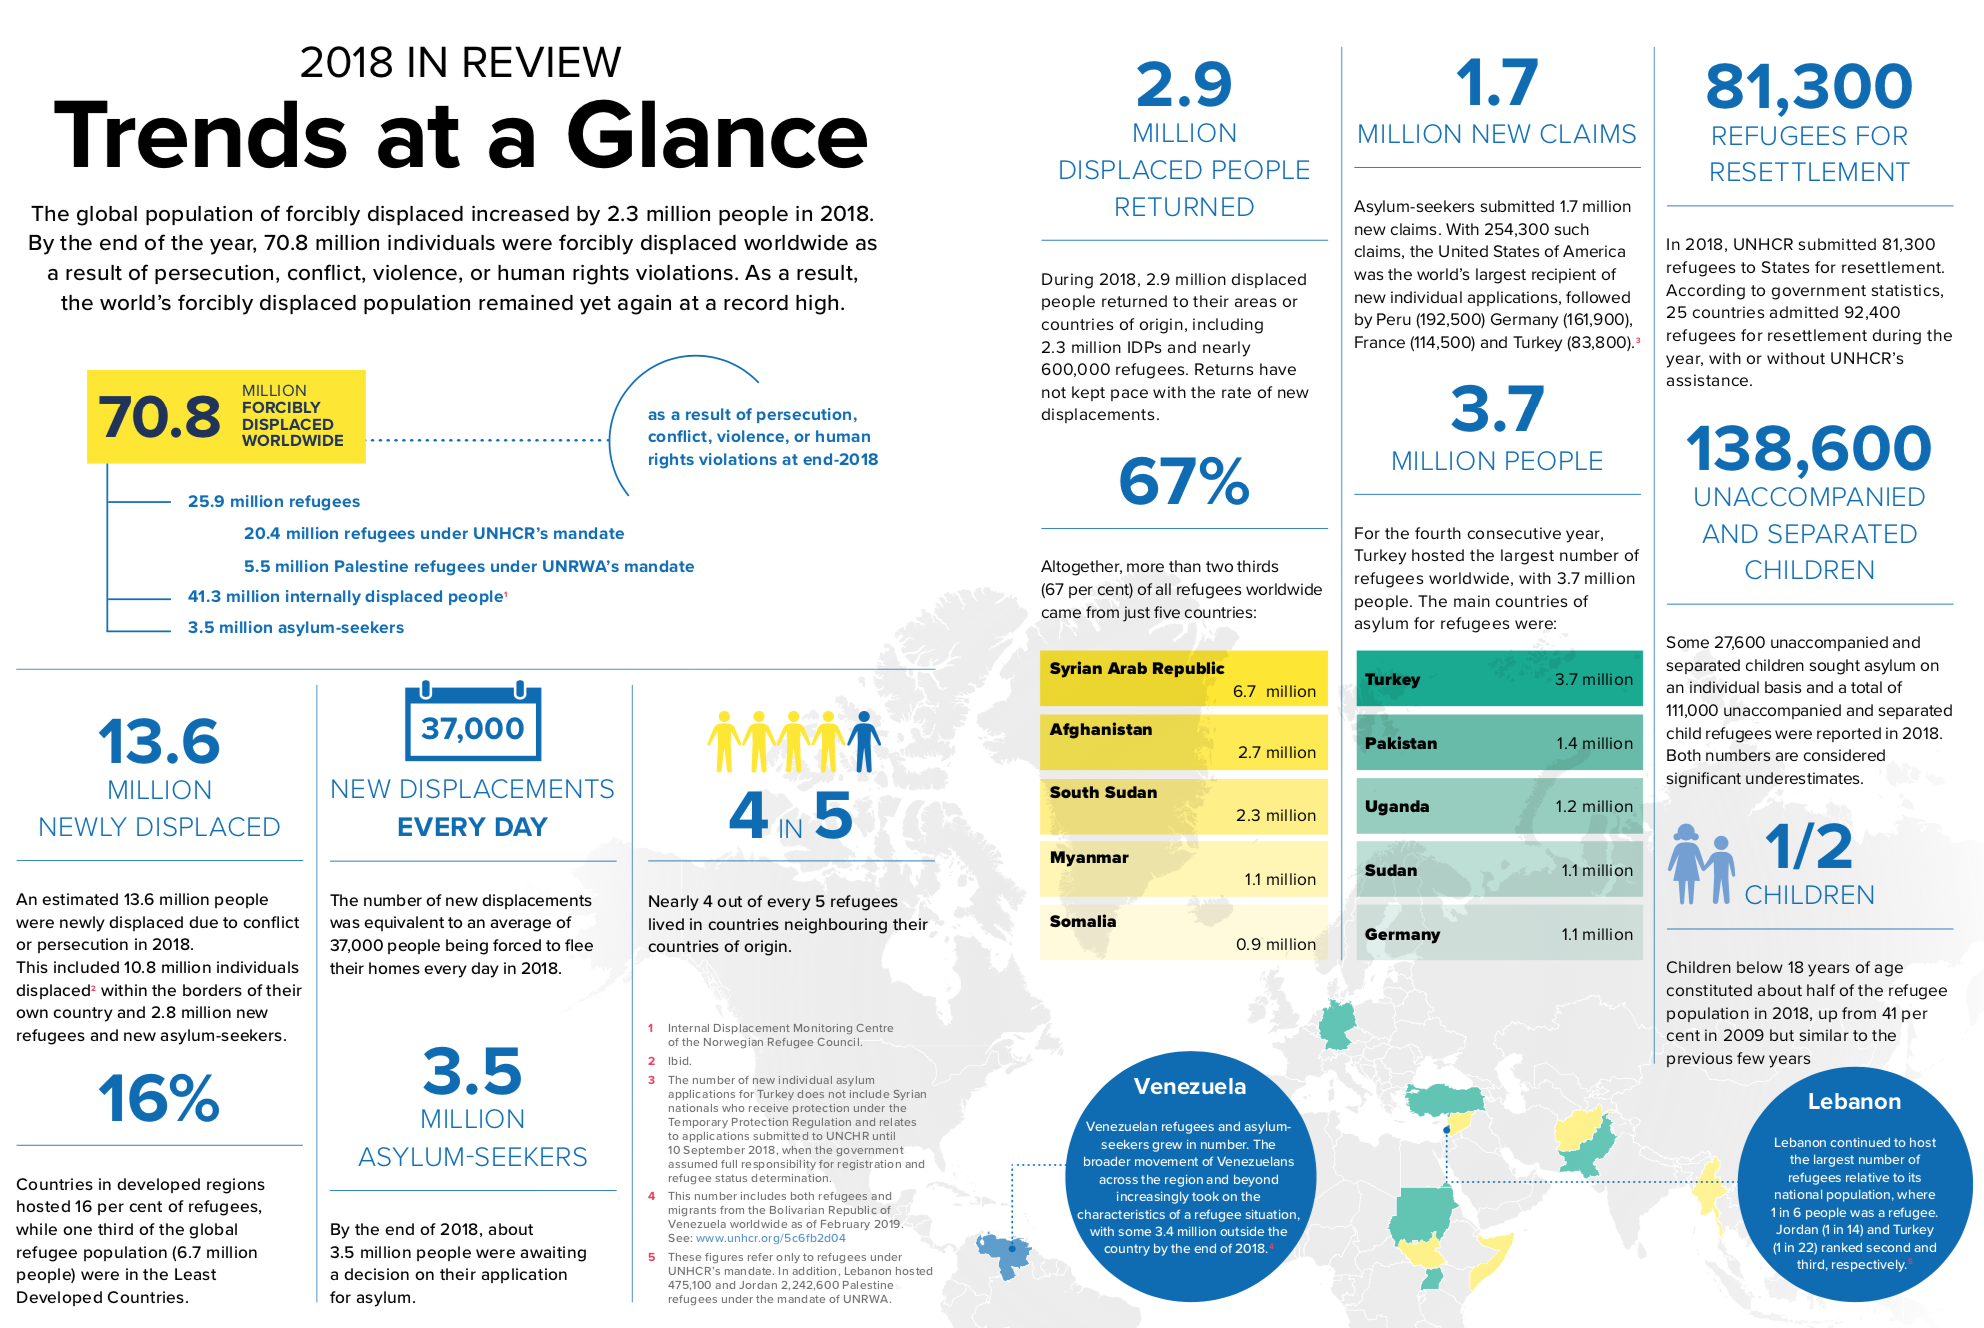 2018 IN REVIEW
Trends at a Glance
The global population of forcibly displaced increased by 2.3 million people in 2018.
By the end of the year, 70.8 million individuals were forcibly displaced worldwide as
a result of persecution, conflict, violence, or human rights violations. As a result,
the world's forcibly displaced population remained yet again at a record high.
70.8
MILLION
FORCIBLY
DISPLACED
WORLDWIDE
as a result of persecution,
conflict, violence, or human
rights violations at end-2018
25.9 million refugees
20.4 million refugees under UNHCR's mandate
5.5 million Palestine refugees under UNRWA's mandate
41.3 million internally displaced people1
3.5 million asylum-seekers
13.6
MILLION
NEWLY DISPLACED
An estimated 13.6 million people
were newly displaced due to conflict
or persecution in 2018.
This included 10.8 million individuals
displaced2 within the borders of their
own country and 2.8 million new
refugees and new asylum-seekers.
16%
Countries in developed regions
hosted 16 per cent of refugees,
while one third of the global
refugee population (6.7 million
people) were in the Least
Developed Countries.
37,000
NEW DISPLACEMENTS
EVERY DAY
The number of new displacements
was equivalent to an average of
37,000 people being forced to flee
their homes every day in 2018.
3.5
MILLION
ASYLUM-SEEKERS
By the end of 2018, about
3.5 million people were awaiting
a decision on their application
for asylum.
4 IN 5
Nearly 4 out of every 5 refugees
lived in countries neighbouring their
countries of origin.
1 Internal Displacement Monitoring Centre
of the Norwegian Refugee Council.
2 Ibid.
3 The number of new individual asylum
applications for Turkey does not include Syrian
nationals who receive protection under the
Temporary Protection Regulation and relates
to applications submitted to UNCHR until
10 September 2018, when the government
assumed full responsibility for registration and
refugee status determination.
4 This number includes both refugees and
migrants from the Bolivarian Republic of
Venezuela worldwide as of February 2019.
See: www.unhcr.org/5c6fb2d04
5 These figures refer only to refugees under
UNHCR's mandate. In addition, Lebanon hosted
475,100 and Jordan 2,242,600 Palestine
refugees under the mandate of UNRWA.
2.9
MILLION
DISPLACED PEOPLE
RETURNED
During 2018, 2.9 million displaced
people returned to their areas or
countries of origin, including
2.3 million IDPs and nearly
600,000 refugees. Returns have
not kept pace with the rate of new
displacements.
67%
Altogether, more than two thirds
(67 per cent) of all refugees worldwide
came from just five countries:
Syrian Arab Republic
6.7 million
Afghanistan
2.7 million
South Sudan
2.3 million
Myanmar
1.1 million
Somalia
0.9 million
1.7
MILLION NEW CLAIMS
Asylum-seekers submitted 1.7 million
new claims. With 254,300 such
claims, the United States of America
was the world's largest recipient of
new individual applications, followed
by Peru (192,500) Germany (161,900),
France (114,500) and Turkey (83,800).3
3.7
MILLION PEOPLE
For the fourth consecutive year,
Turkey hosted the largest number of
refugees worldwide, with 3.7 million
people. The main countries of
asylum for refugees were:
Turkey 3.7 million
Pakistan 1.4 million
Uganda 1.2 million
Sudan 1.1 million
Germany 1.1 million
81,300
REFUGEES FOR
RESETTLEMENT
In 2018, UNHCR submitted 81,300
refugees to States for resettlement.
According to government statistics,
25 countries admitted 92,400
refugees for resettlement during the
year, with or without UNHCR's
assistance.
138,600
UNACCOMPANIED
AND SEPARATED
CHILDREN
Some 27,600 unaccompanied and
separated children sought asylum on
an individual basis and a total of
111,000 unaccompanied and separated
child refugees were reported in 2018.
Both numbers are considered
significant underestimates.
1/2
CHILDREN
Children below 18 years of age
constituted about half of the refugee
population in 2018, up from 41 per
cent in 2009 but similar to the
previous few years
Venezuela
Venezuelan refugees and asylum-
seekers grew in number. The
broader movement of Venezuelans
across the region and beyond
increasingly took on the
characteristics of a refugee situation,
with some 3.4 million outside the
country by the end of 2018.4
Lebanon
Lebanon continued to host
the largest number of
refugees relative to its
national population, where
1 in 6 people was a refugee.
Jordan (1 in 14) and Turkey
(1 in 22) ranked second and
third, respectively.5